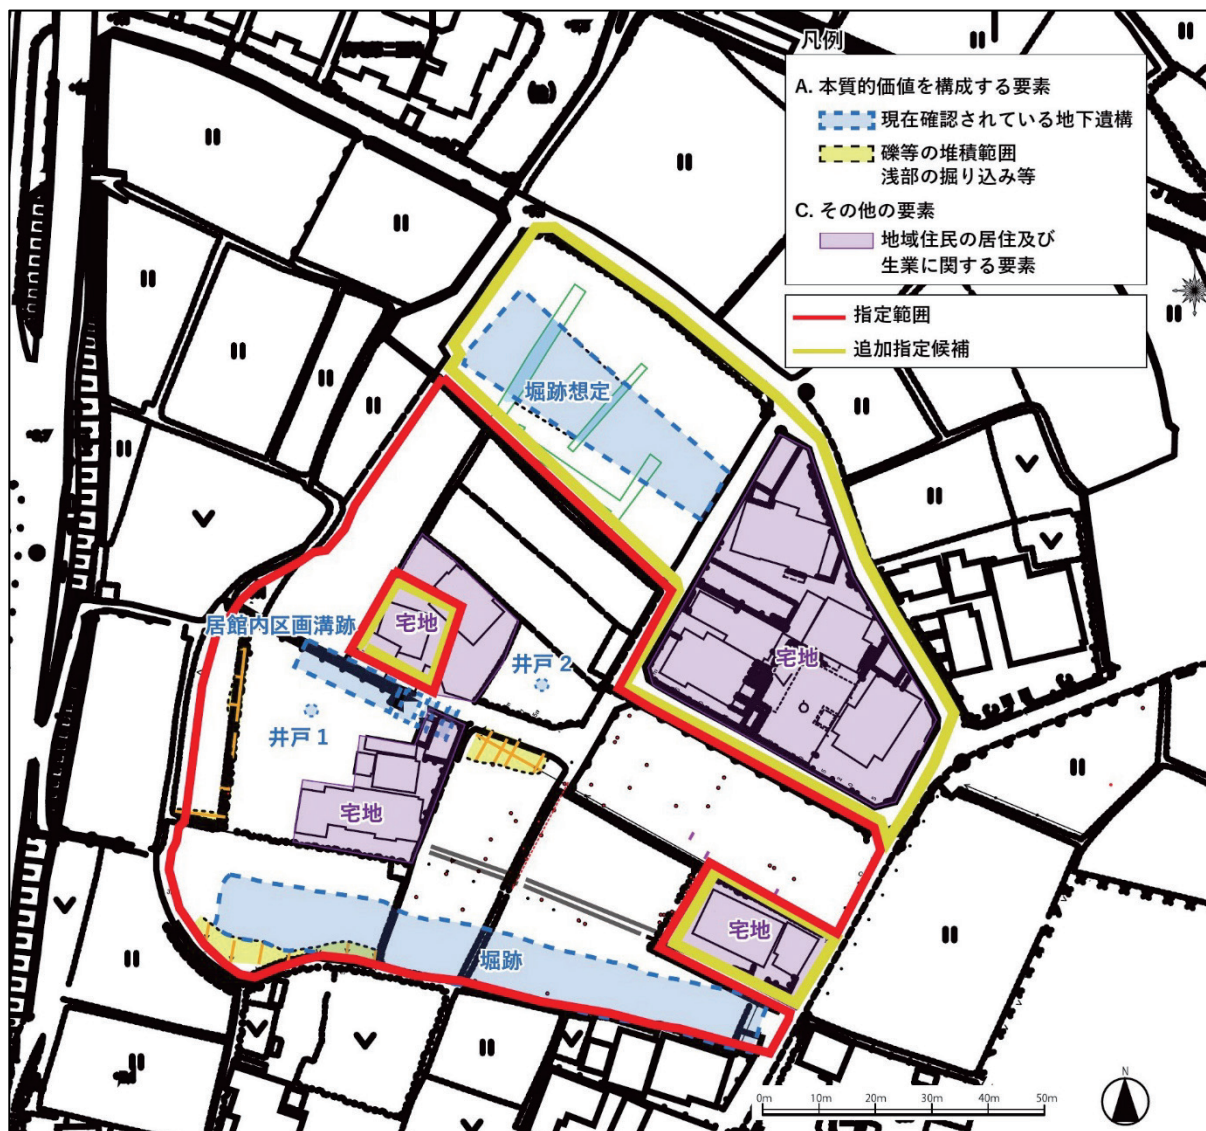 凡例
A. 本質的価値を構成する要素
現在確認されている地下遺構
礫等の堆積範囲
浅部の掘り込み等
C. その他の要素
地域住民の居住及び
生業に関する要素
指定範囲
追加指定候補
堀跡想定
居館内区画溝跡
宅地
井戸 2
宅地
井戸 1
宅地
宅地
堀跡
0m 10m 20m 30m 40m 50m
N